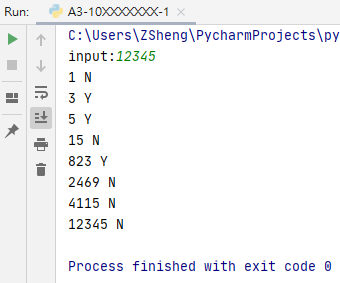 Run: A3-10XXXXXXX-1
C:\Users\ZSheng\PycharmProjects\py
input:12345
1 N
3 Y
5 Y
15 N
823 Y
2469 N
4115 N
12345 N
Process finished with exit code 0